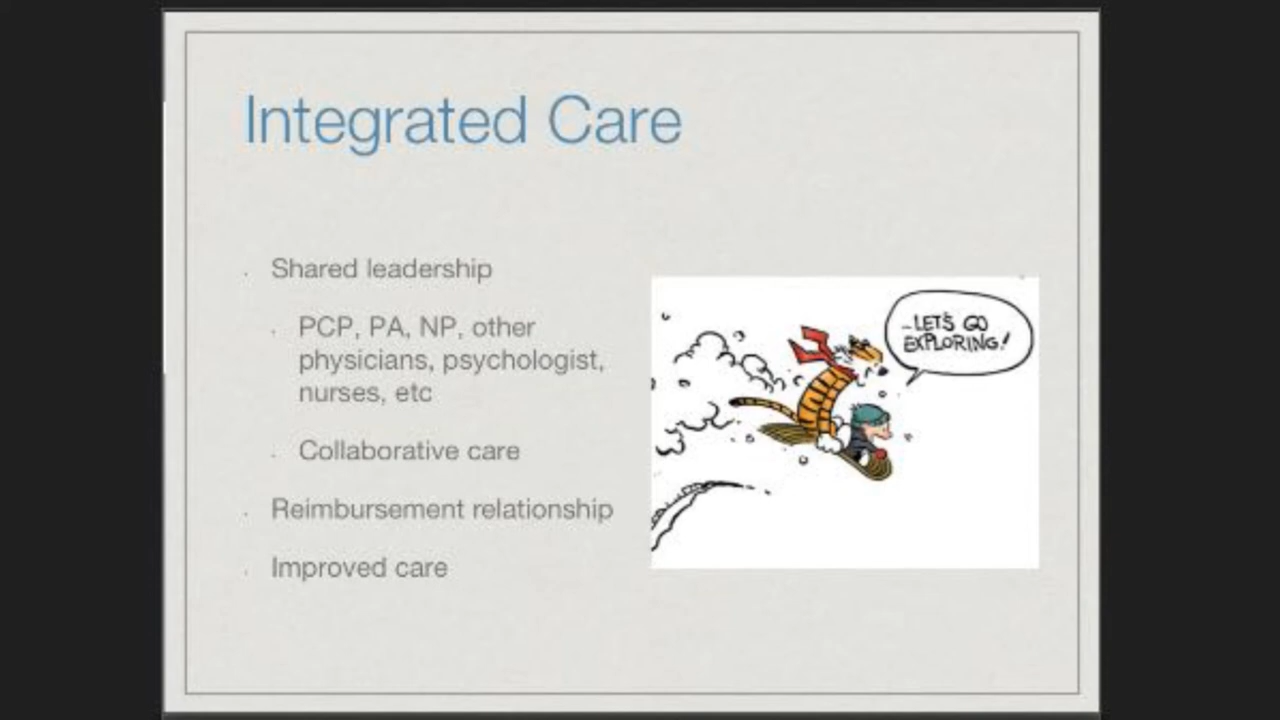 Integrated Care
Shared leadership
PCP, PA, NP, other
physicians, psychologist,
nurses, etc
Collaborative care
Reimbursement relationship
Improved care
...LET'S GO
EXPLORING!